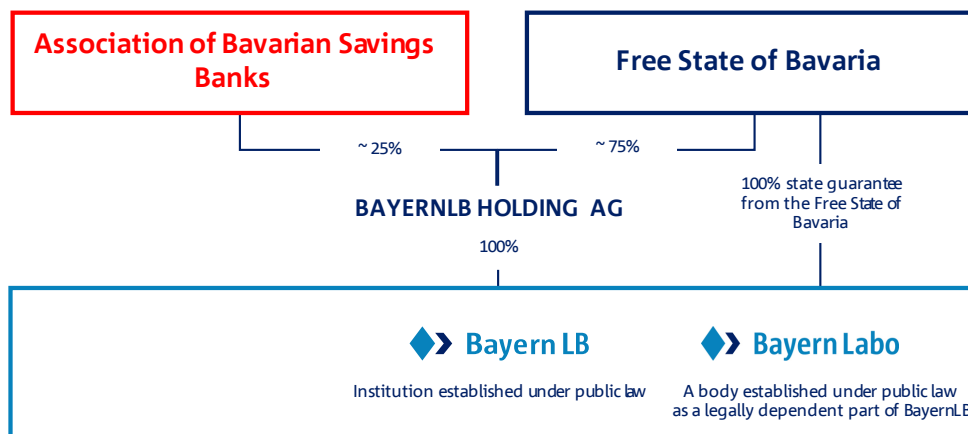 Association of Bavarian Savings
Banks
Free State of Bavaria
~ 25%
~ 75%
100% state guarantee
from the Free State of
Bavaria
BAYERNLB HOLDING AG
100%
Bayern LB
Bayern Labo
Institution established under public law
A body established under public law
as a legally dependent part of BayernLB